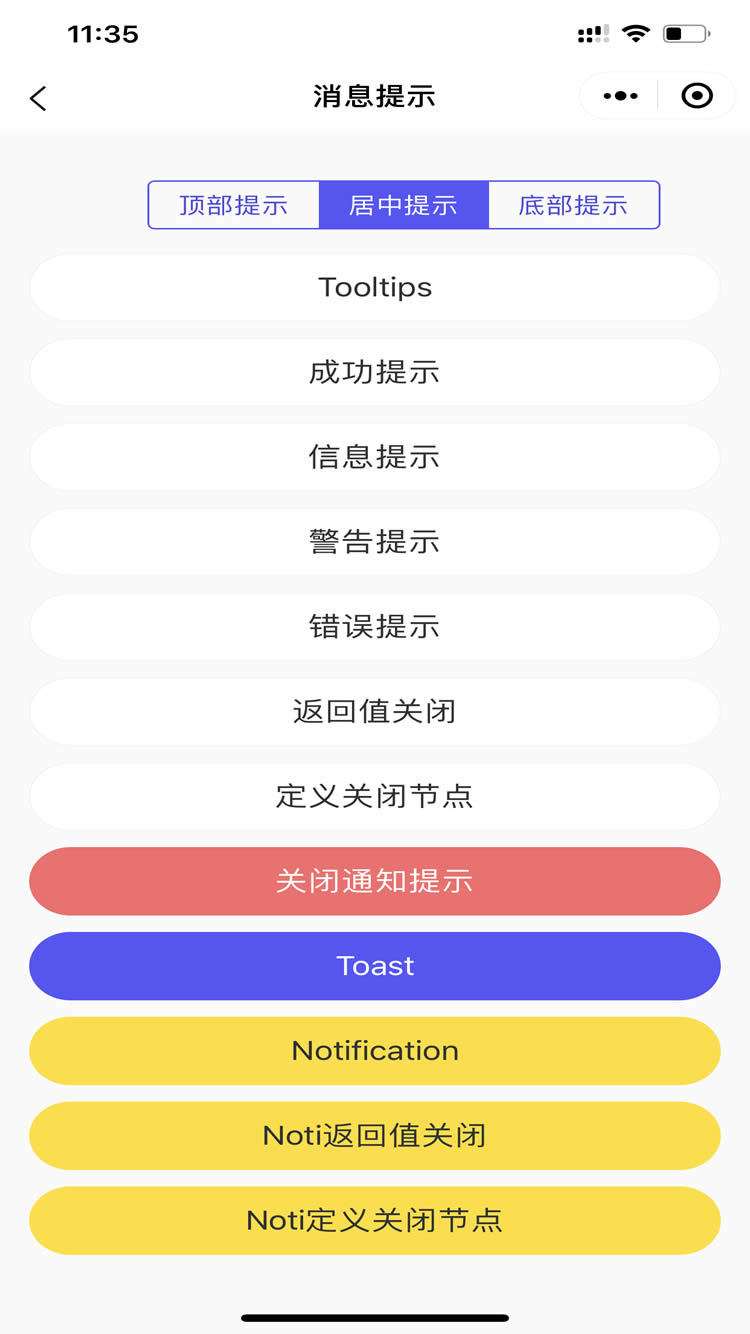 11:35
消息提示
顶部提示 居中提示 底部提示
Tooltips
成功提示
信息提示
警告提示
错误提示
返回值关闭
定义关闭节点
关闭通知提示
Toast
Notification
Noti返回值关闭
Noti定义关闭节点